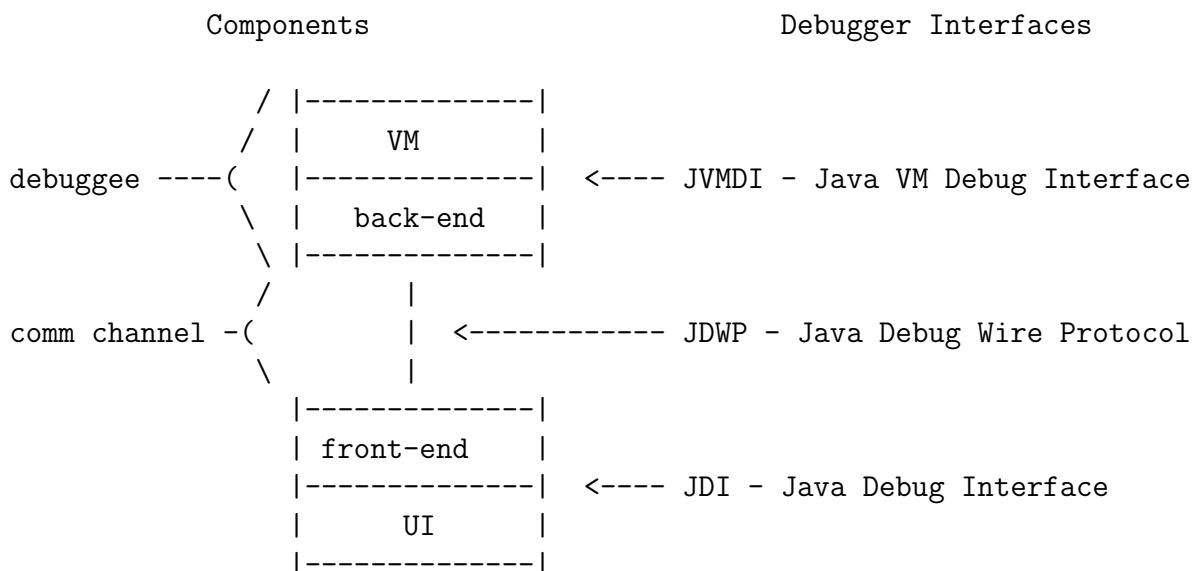 Components Debugger Interfaces
/ |--------------|
/ | VM |
debuggee ----( |--------------| <---- JVMDI - Java VM Debug Interface
\ | back-end |
\ |--------------|
/ |
comm channel -( | <------------ JDWP - Java Debug Wire Protocol
\ |
|--------------|
| front-end |
|--------------| <---- JDI - Java Debug Interface
| UI |
|--------------|